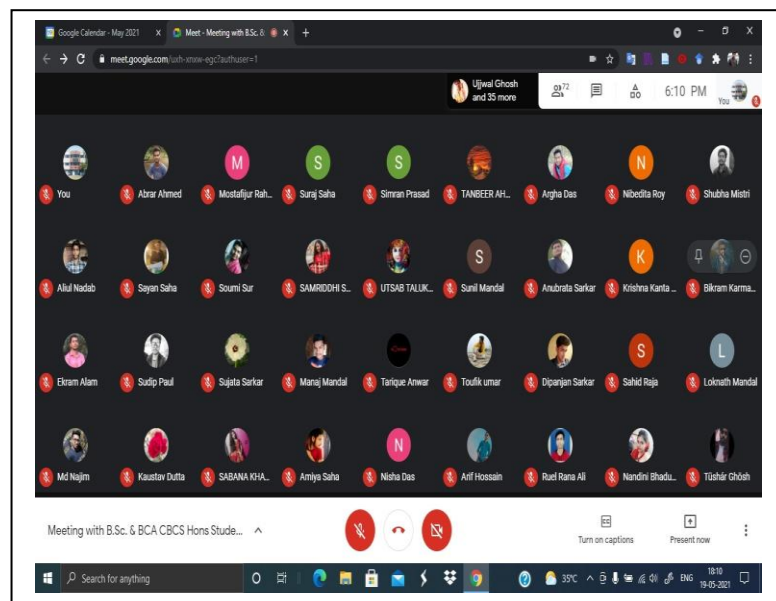 Google Calendar - May 2021 X Meet - Meeting with B.Sc. & X + - X
meet.google.com/uxh-xnxw-egc?authuser=1
Ujjwal Ghosh
and 35 more
72
6:10 PM
You
You Abrar Ahmed Mostafijur Rah... Suraj Saha Simran Prasad TANBEER AH... Argha Das Nibedita Roy Shubha Mistri
M S S N
Aliul Nadab Sayan Saha Soumi Sur SAMRIDDHI S... UTSAB TALUK... Sunil Mandal Anubrata Sarkar Krishna Kanta ... Bikram Karma...
S K
Ekram Alam Sudip Paul Sujata Sarkar Manaj Mandal Tarique Anwar Toufik umar Dipanjan Sarkar Sahid Raja Loknath Mandal
S L
Md Najim Kaustav Dutta SABANA KHA... Amiya Saha Nisha Das Arif Hossain Ruel Rana Ali Nandini Bhadu... Tüshár Ghösh
N
Meeting with B.Sc. & BCA CBCS Hons Stude...
Turn on captions Present now
Search for anything 35°C ENG 18:10
19-05-2021